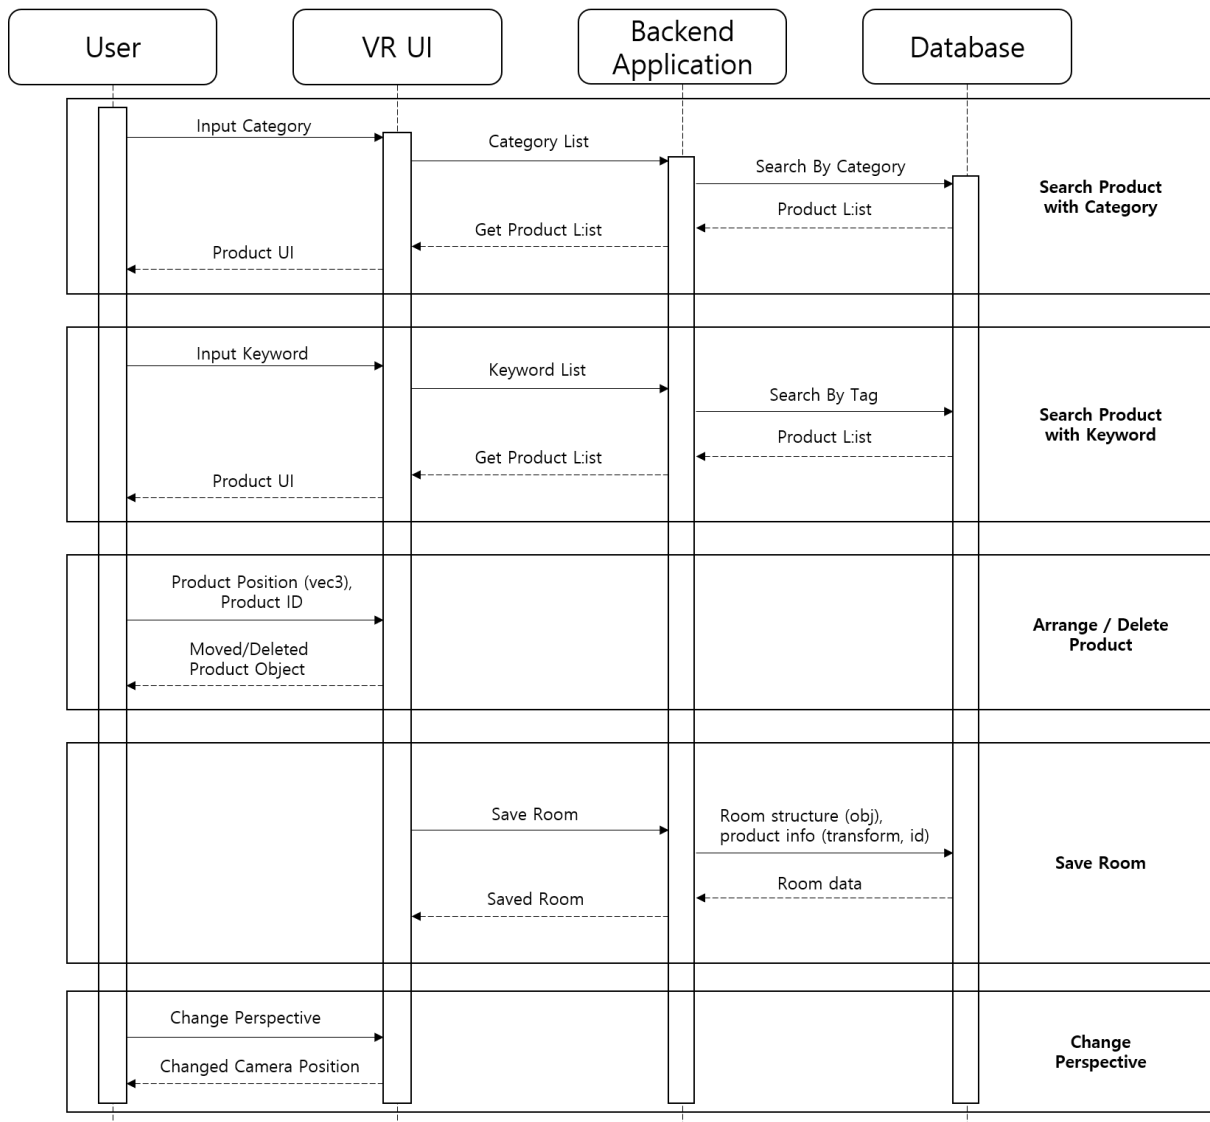 User
VR UI
Backend
Application
Database
Input Category
Category List
Search By Category
Product L:ist
Get Product L:ist
Product UI
Search Product
with Category
Input Keyword
Keyword List
Search By Tag
Product L:ist
Get Product L:ist
Product UI
Search Product
with Keyword
Product Position (vec3),
Product ID
Moved/Deleted
Product Object
Arrange / Delete
Product
Save Room
Room structure (obj),
product info (transform, id)
Room data
Saved Room
Save Room
Change Perspective
Changed Camera Position
Change
Perspective